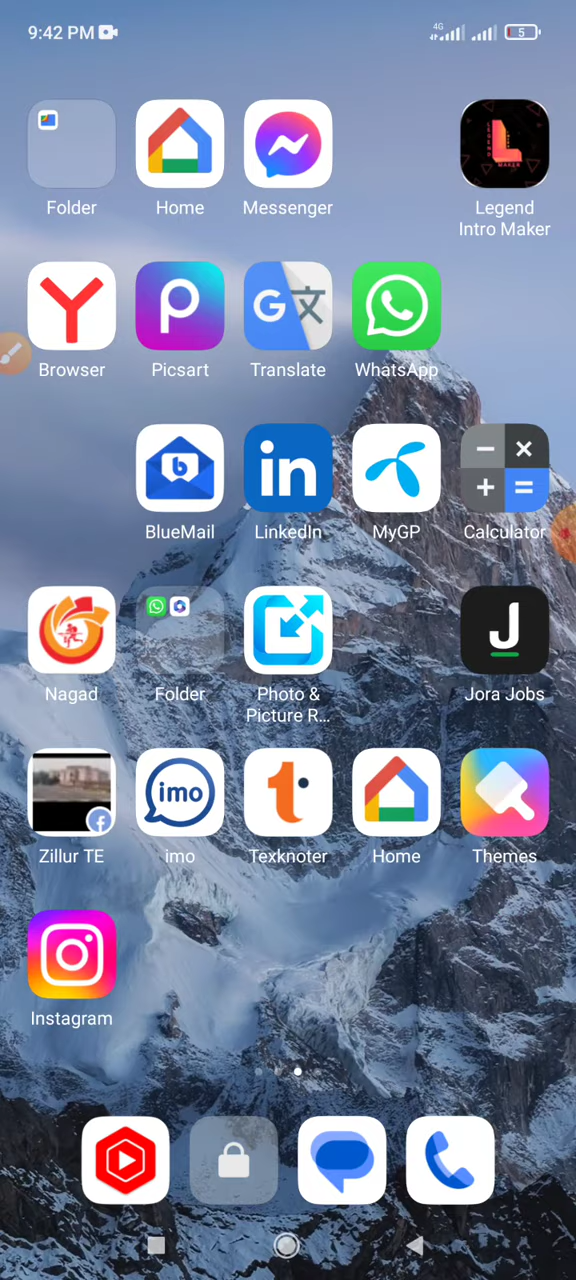 9:42 PM
4G
5
Folder
Home
Messenger
Legend
Intro Maker
Browser
Picsart
Translate
WhatsApp
BlueMail
LinkedIn
MyGP
Calculator
Nagad
Folder
Photo &
Picture R...
Jora Jobs
Zillur TE
imo
imo
Texknoter
Home
Themes
Instagram